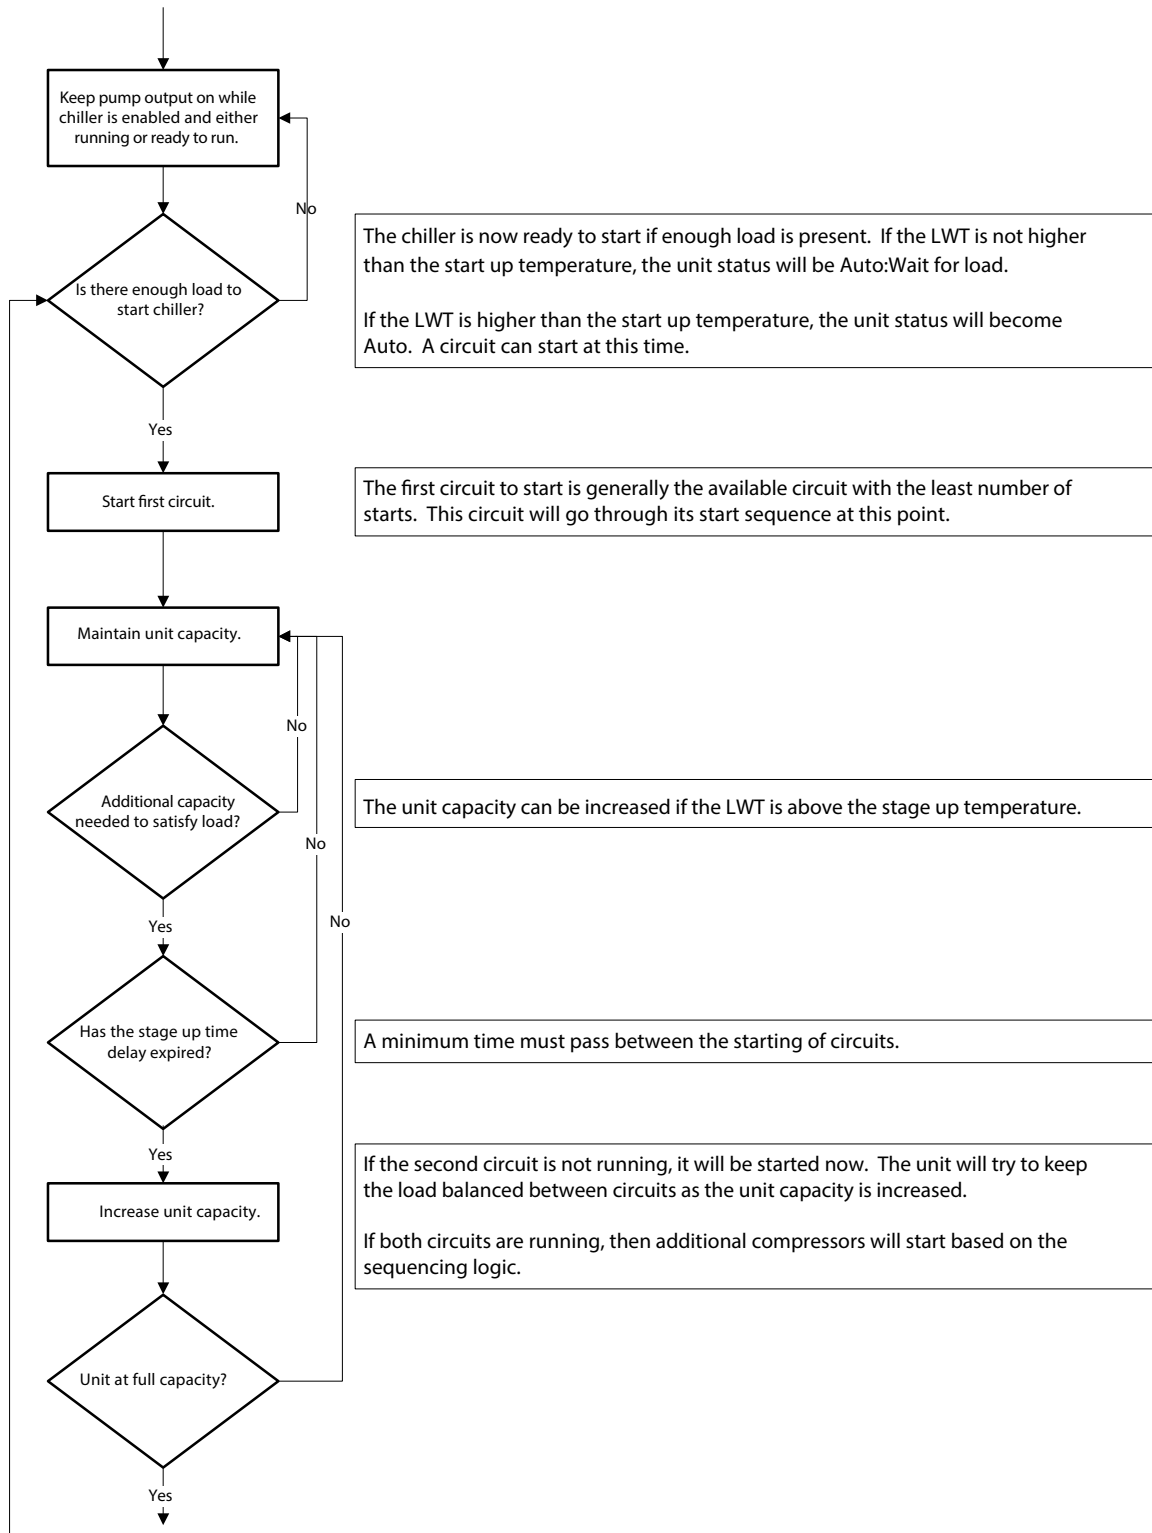 Keep pump output on while
chiller is enabled and either
running or ready to run.
No
Is there enough load to
start chiller?
The chiller is now ready to start if enough load is present.  If the LWT is not higher
than the start up temperature, the unit status will be Auto:Wait for load.
If the LWT is higher than the start up temperature, the unit status will become
Auto.  A circuit can start at this time.
Yes
Start first circuit.
The first circuit to start is generally the available circuit with the least number of
starts.  This circuit will go through its start sequence at this point.
Maintain unit capacity.
No
Additional capacity
needed to satisfy load?
The unit capacity can be increased if the LWT is above the stage up temperature.
No
Yes
No
Has the stage up time
delay expired?
A minimum time must pass between the starting of circuits.
Yes
Increase unit capacity.
If the second circuit is not running, it will be started now.  The unit will try to keep
the load balanced between circuits as the unit capacity is increased.
If both circuits are running, then additional compressors will start based on the
sequencing logic.
Unit at full capacity?
Yes